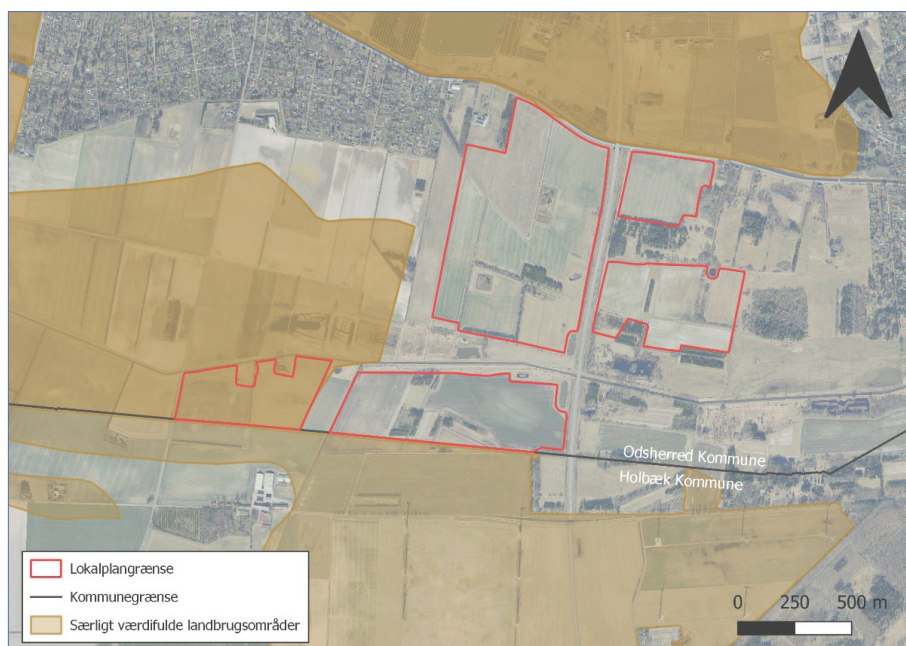 Odsherred Kommune
Holbæk Kommune
Lokalplangrænse
Kommunegrænse
Særligt værdifulde landbrugsområder
0 250 500 m